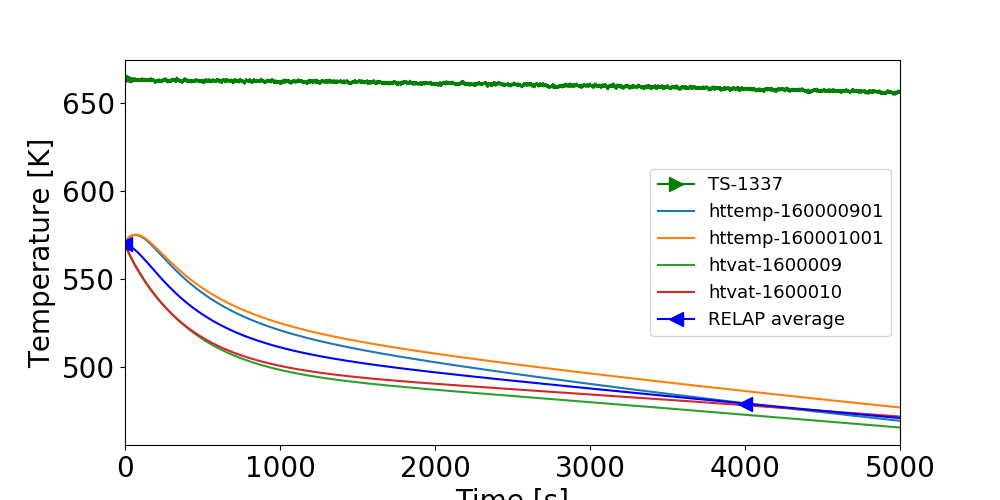 650
600
550
500
Temperature [K]
TS-1337
httemp-160000901
httemp-160001001
htvat-1600009
htvat-1600010
RELAP average
0 1000 2000 3000 4000 5000
Time [s]